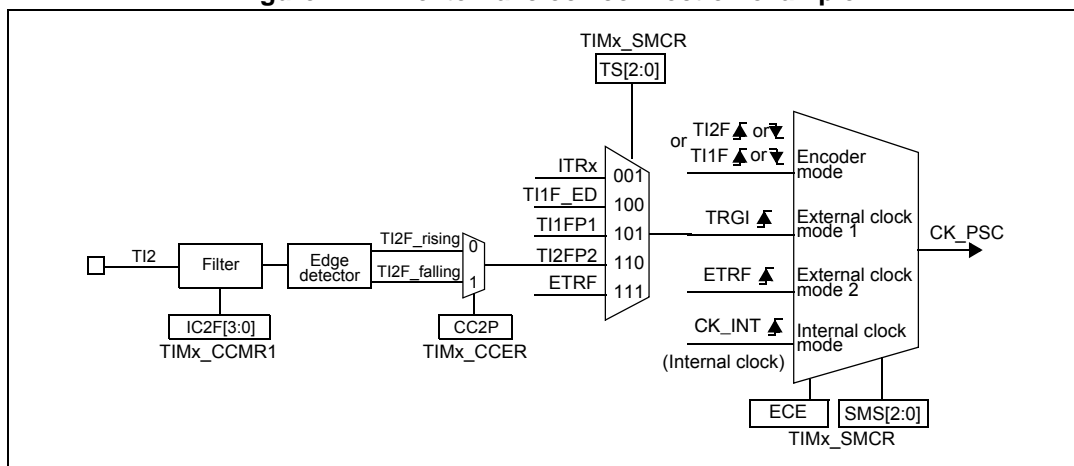 TIMx_SMCR
TS[2:0]
or TI2F or
TI1F or
Encoder
mode
ITRx
001
TI1F_ED
100
TI1FP1
101
TRGI
External clock
mode 1
CK_PSC
TI2
Filter
Edge
detector
TI2F_rising
0
TI2F_falling
1
TI2FP2
110
ETRF
111
ETRF
External clock
mode 2
IC2F[3:0]
TIMx_CCMR1
CC2P
TIMx_CCER
CK_INT
Internal clock
mode
(Internal clock)
ECE
SMS[2:0]
TIMx_SMCR